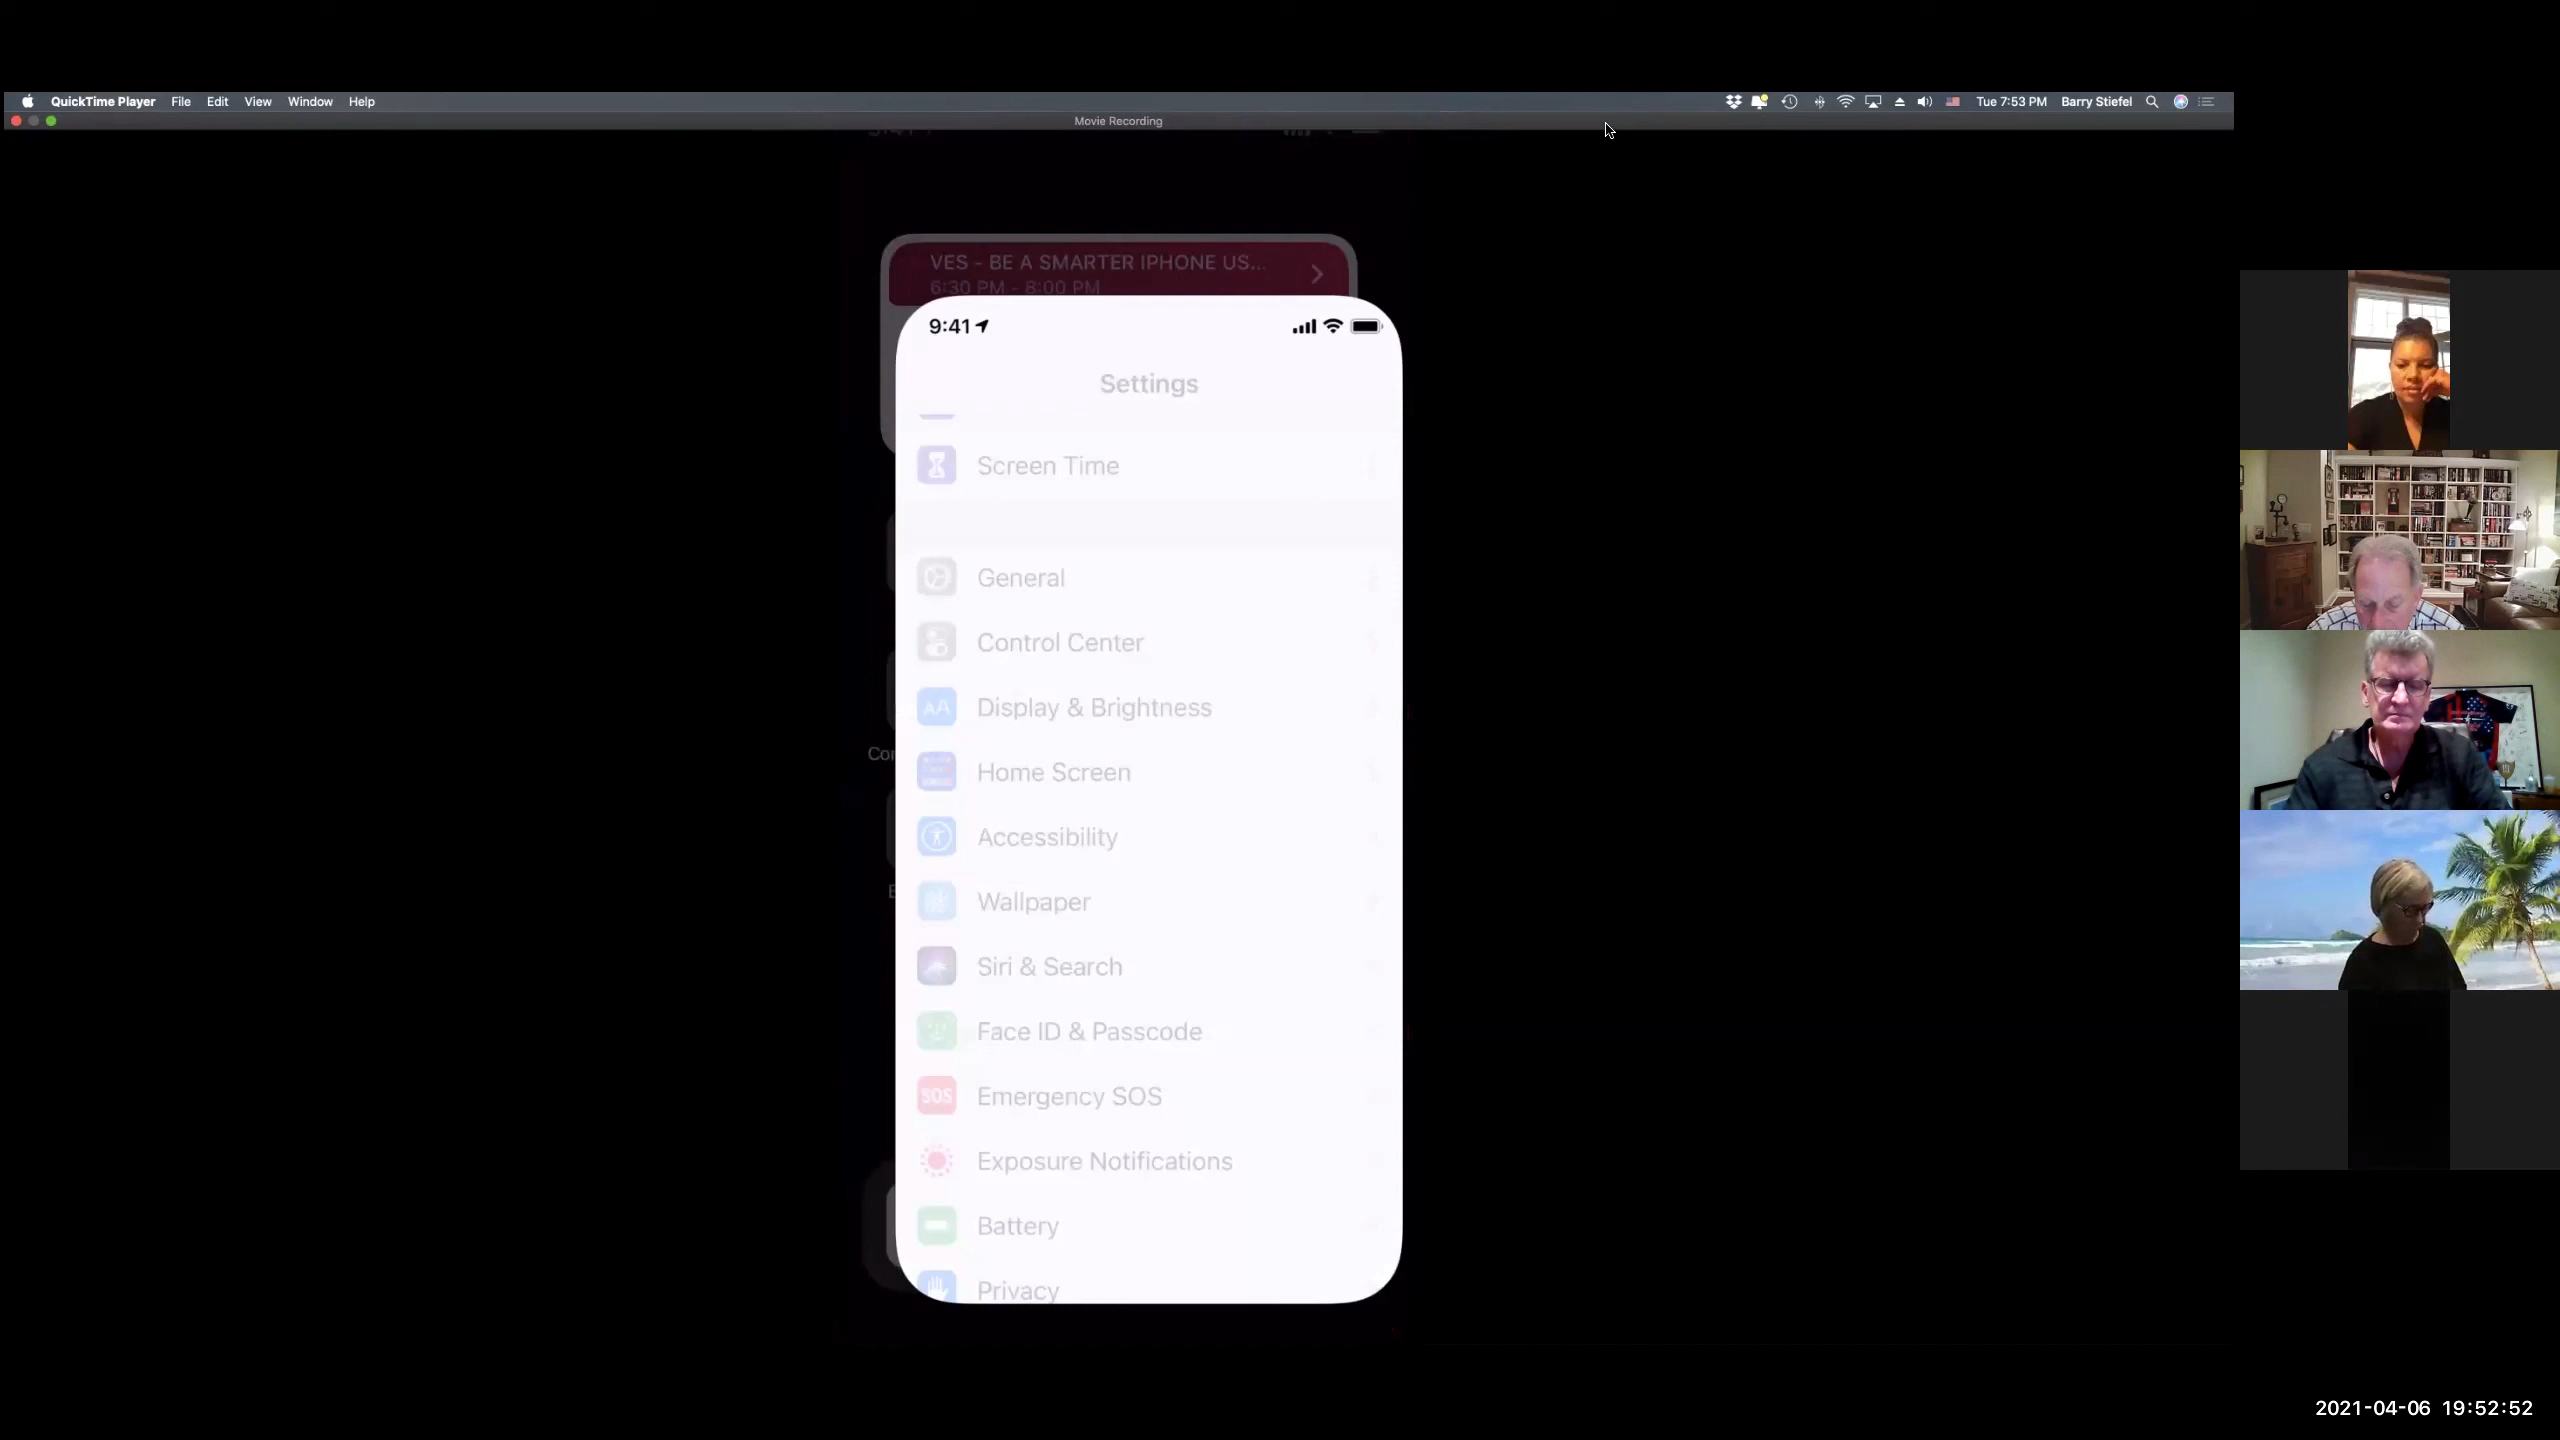 QuickTime Player File Edit View Window Help
Tue 7:53 PM Barry Stiefel
Movie Recording
VES - BE A SMARTER IPHONE US...
6:30 PM - 8:00 PM
9:41
Settings
Screen Time
General
Control Center
AA Display & Brightness
Home Screen
Accessibility
Wallpaper
Siri & Search
Face ID & Passcode
SOS Emergency SOS
Exposure Notifications
Battery
Privacy
2021-04-06 19:52:52